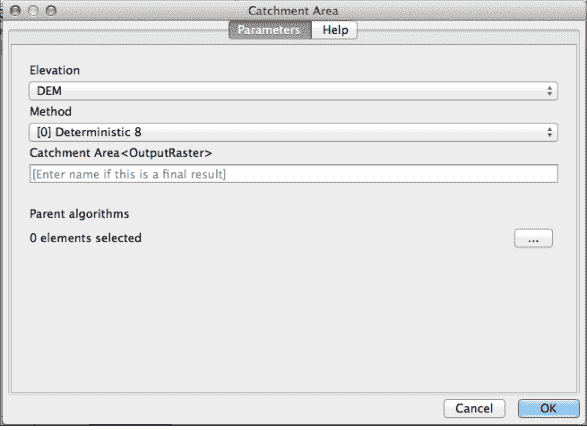 Catchment Area
Parameters Help
Elevation
DEM
Method
[0] Deterministic 8
Catchment Area<OutputRaster>
[Enter name if this is a final result]
Parent algorithms
0 elements selected ...
Cancel OK